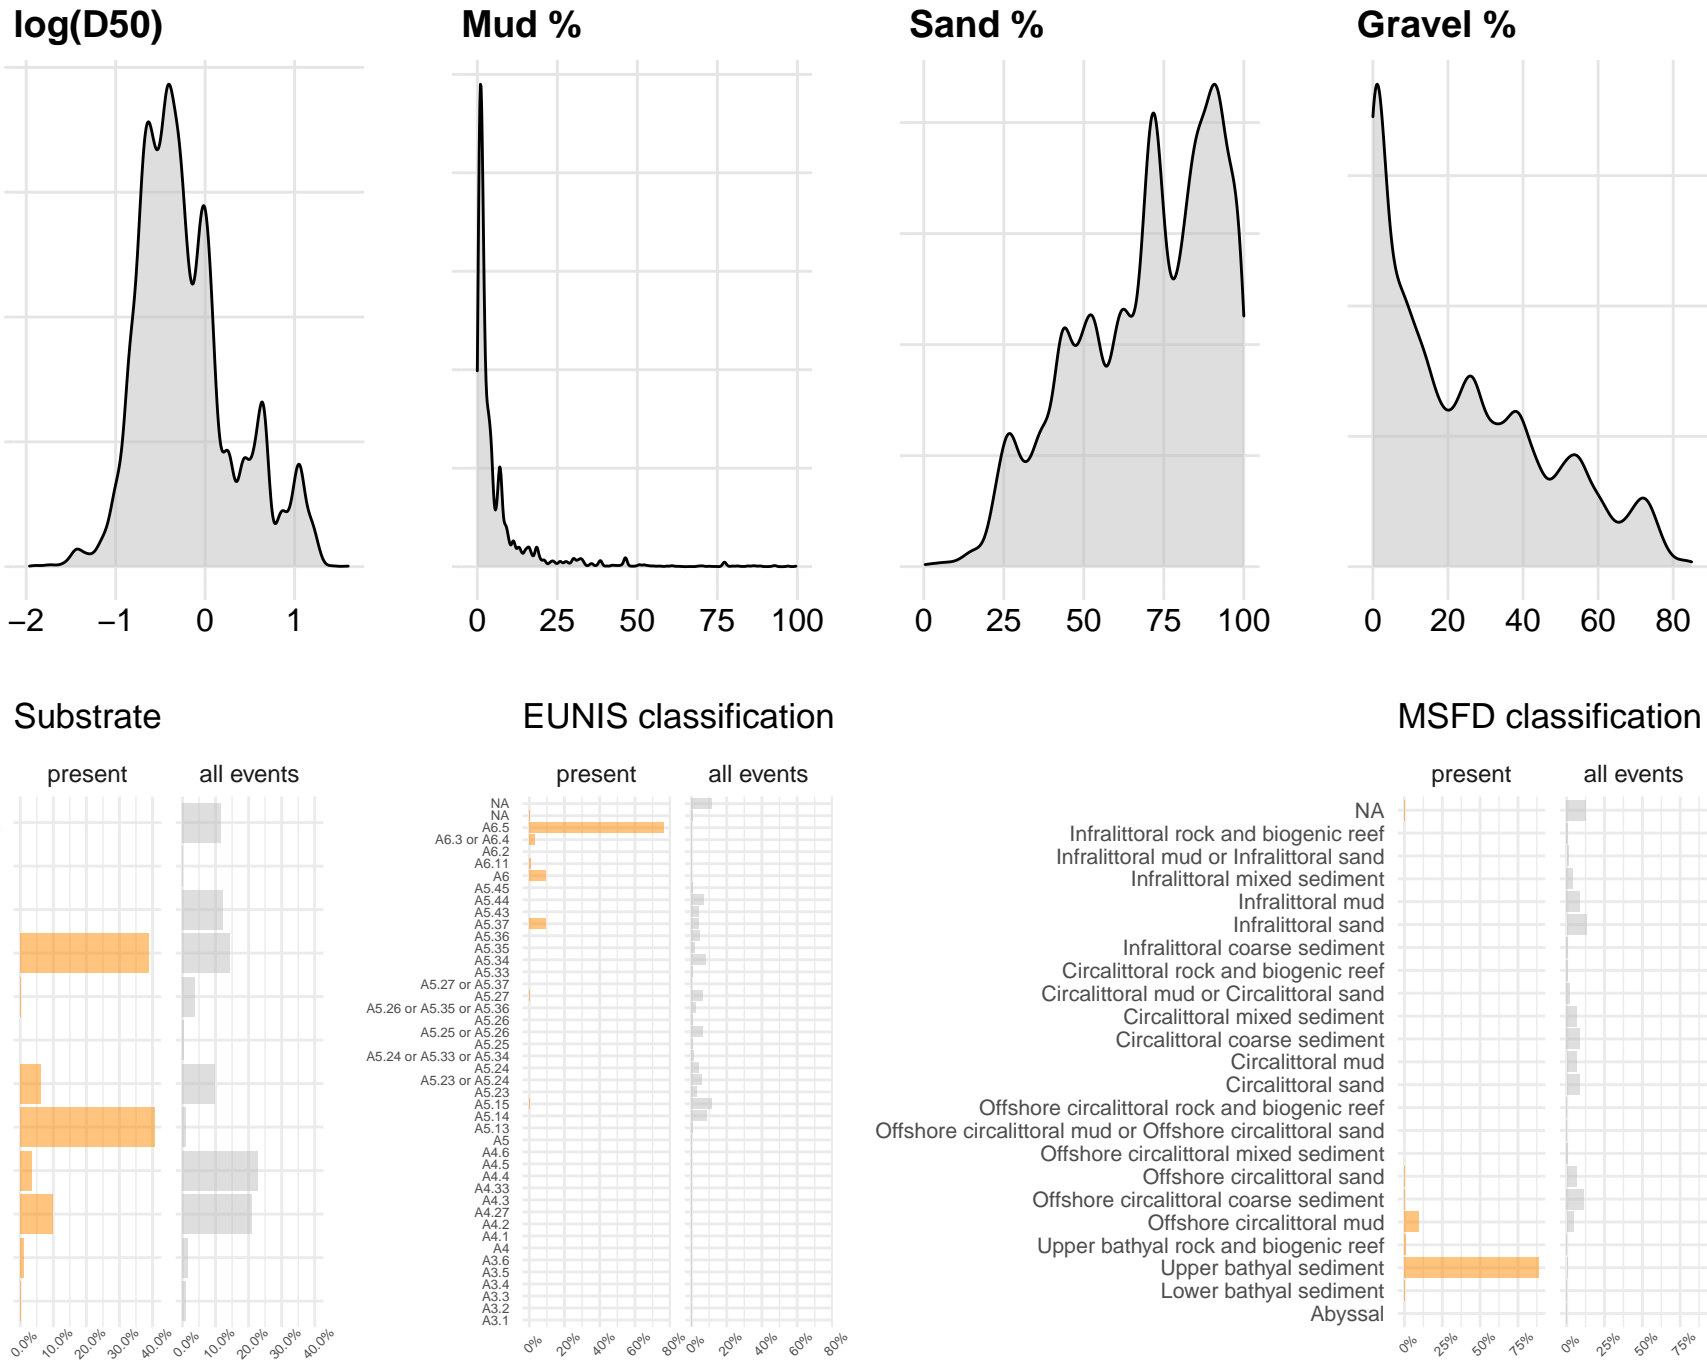 log(D50)
Mud %
Sand %
Gravel %
−2 −1 0 1
0 25 50 75 100
0 25 50 75 100
0 20 40 60 80
Substrate
EUNIS classification
MSFD classification
present all events
present all events
present all events
NA
NA
A6.5
A6.3 or A6.4
A6.2
A6.11
A6
A5.45
A5.44
A5.43
A5.37
A5.36
A5.35
A5.34
A5.33
A5.27 or A5.37
A5.27
A5.26 or A5.35 or A5.36
A5.26
A5.25 or A5.26
A5.25
A5.24 or A5.33 or A5.34
A5.24
A5.23 or A5.24
A5.23
A5.15
A5.14
A5.13
A5
A4.6
A4.5
A4.4
A4.33
A4.3
A4.27
A4.2
A4.1
A4
A3.6
A3.5
A3.4
A3.3
A3.2
A3.1
NA
Infralittoral rock and biogenic reef
Infralittoral mud or Infralittoral sand
Infralittoral mixed sediment
Infralittoral mud
Infralittoral sand
Infralittoral coarse sediment
Circalittoral rock and biogenic reef
Circalittoral mud or Circalittoral sand
Circalittoral mixed sediment
Circalittoral coarse sediment
Circalittoral mud
Circalittoral sand
Offshore circalittoral rock and biogenic reef
Offshore circalittoral mud or Offshore circalittoral sand
Offshore circalittoral mixed sediment
Offshore circalittoral sand
Offshore circalittoral coarse sediment
Offshore circalittoral mud
Upper bathyal rock and biogenic reef
Upper bathyal sediment
Lower bathyal sediment
Abyssal
0.0% 10.0% 20.0% 30.0% 40.0% 0.0% 10.0% 20.0% 30.0% 40.0%
0% 20% 40% 60% 80% 0% 20% 40% 60% 80%
0% 25% 50% 75% 0% 25% 50% 75%